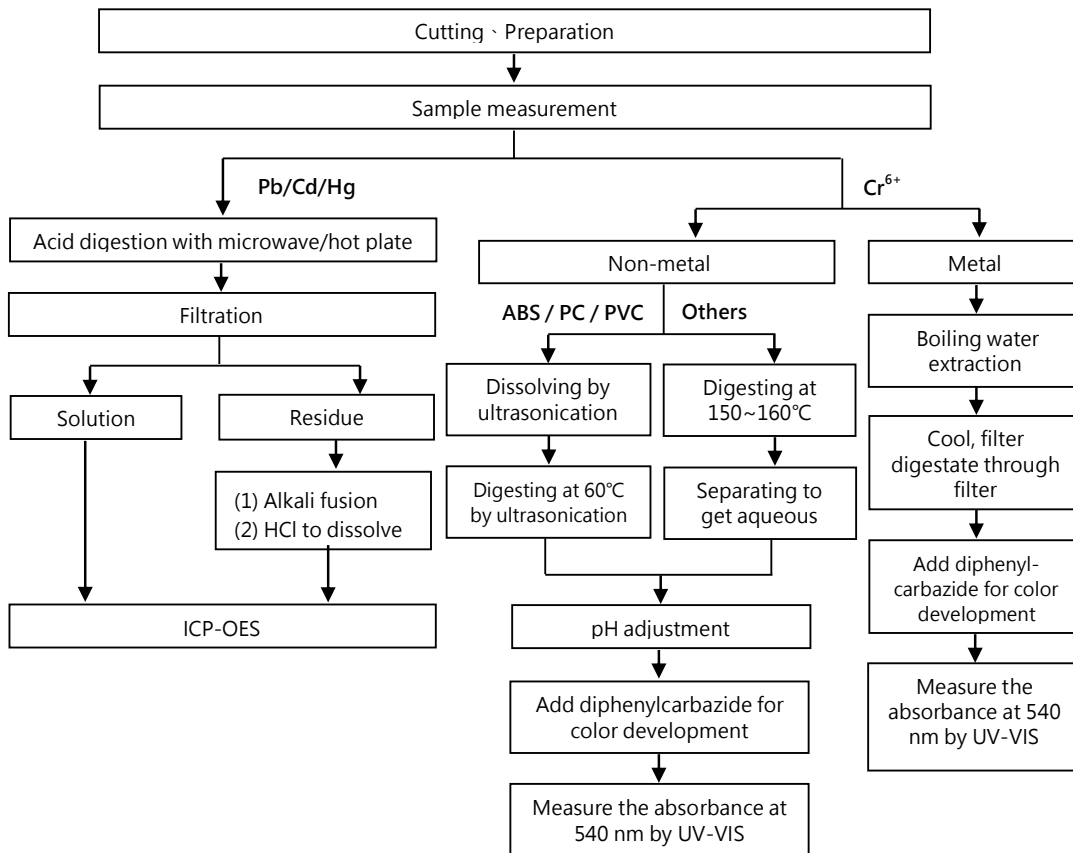 Cutting、Preparation
Sample measurement
Pb/Cd/Hg
Cr6+
Acid digestion with microwave/hot plate
Filtration
Solution
Residue
(1) Alkali fusion
(2) HCl to dissolve
ICP-OES
Non-metal
ABS / PC / PVC
Others
Dissolving by
ultrasonication
Digesting at 60℃
by ultrasonication
Digesting at
150~160℃
Separating to
get aqueous
pH adjustment
Add diphenylcarbazide for
color development
Measure the absorbance at
540 nm by UV-VIS
Metal
Boiling water
extraction
Cool, filter
digestate through
filter
Add diphenyl-
carbazide for color
development
Measure the
absorbance at 540
nm by UV-VIS